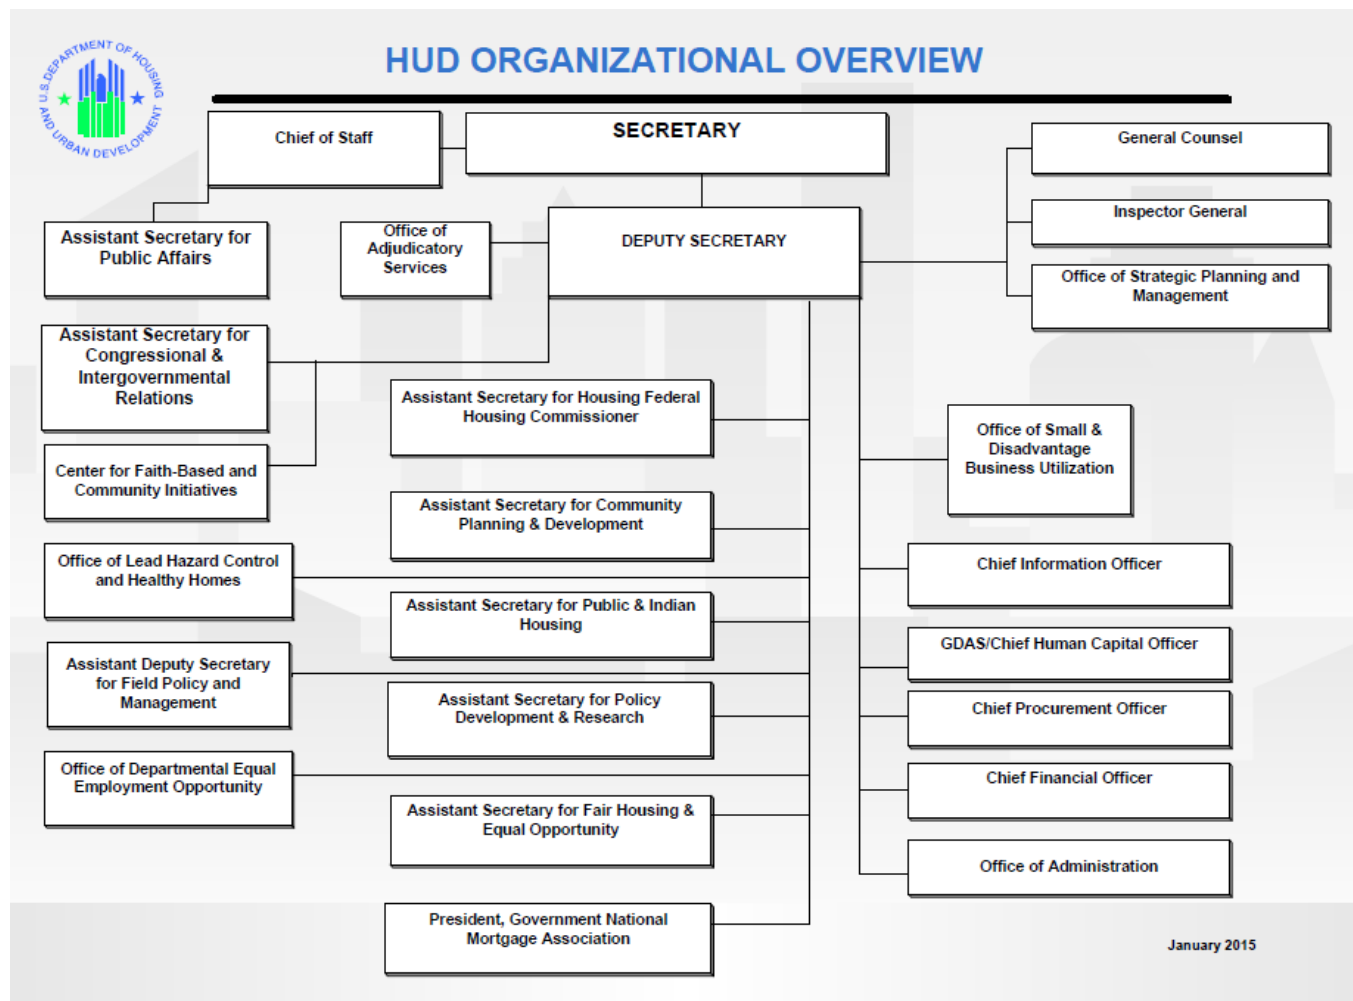 HUD ORGANIZATIONAL OVERVIEW
U.S. DEPARTMENT OF HOUSING
AND URBAN DEVELOPMENT
Chief of Staff
SECRETARY
General Counsel
Inspector General
Office of Strategic Planning and
Management
Assistant Secretary for
Public Affairs
Office of
Adjudicatory
Services
DEPUTY SECRETARY
Assistant Secretary for
Congressional &
Intergovernmental
Relations
Center for Faith-Based and
Community Initiatives
Office of Lead Hazard Control
and Healthy Homes
Assistant Deputy Secretary
for Field Policy and
Management
Office of Departmental Equal
Employment Opportunity
Assistant Secretary for Housing Federal
Housing Commissioner
Assistant Secretary for Community
Planning & Development
Assistant Secretary for Public & Indian
Housing
Assistant Secretary for Policy
Development & Research
Assistant Secretary for Fair Housing &
Equal Opportunity
President, Government National
Mortgage Association
Office of Small &
Disadvantage
Business Utilization
Chief Information Officer
GDAS/Chief Human Capital Officer
Chief Procurement Officer
Chief Financial Officer
Office of Administration
January 2015